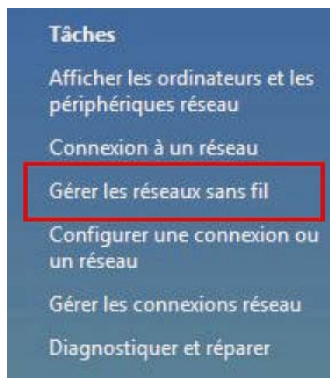 Tâches
Afficher les ordinateurs et les
périphériques réseau
Connexion à un réseau
Gérer les réseaux sans fil
Configurer une connexion ou
un réseau
Gérer les connexions réseau
Diagnostiquer et réparer